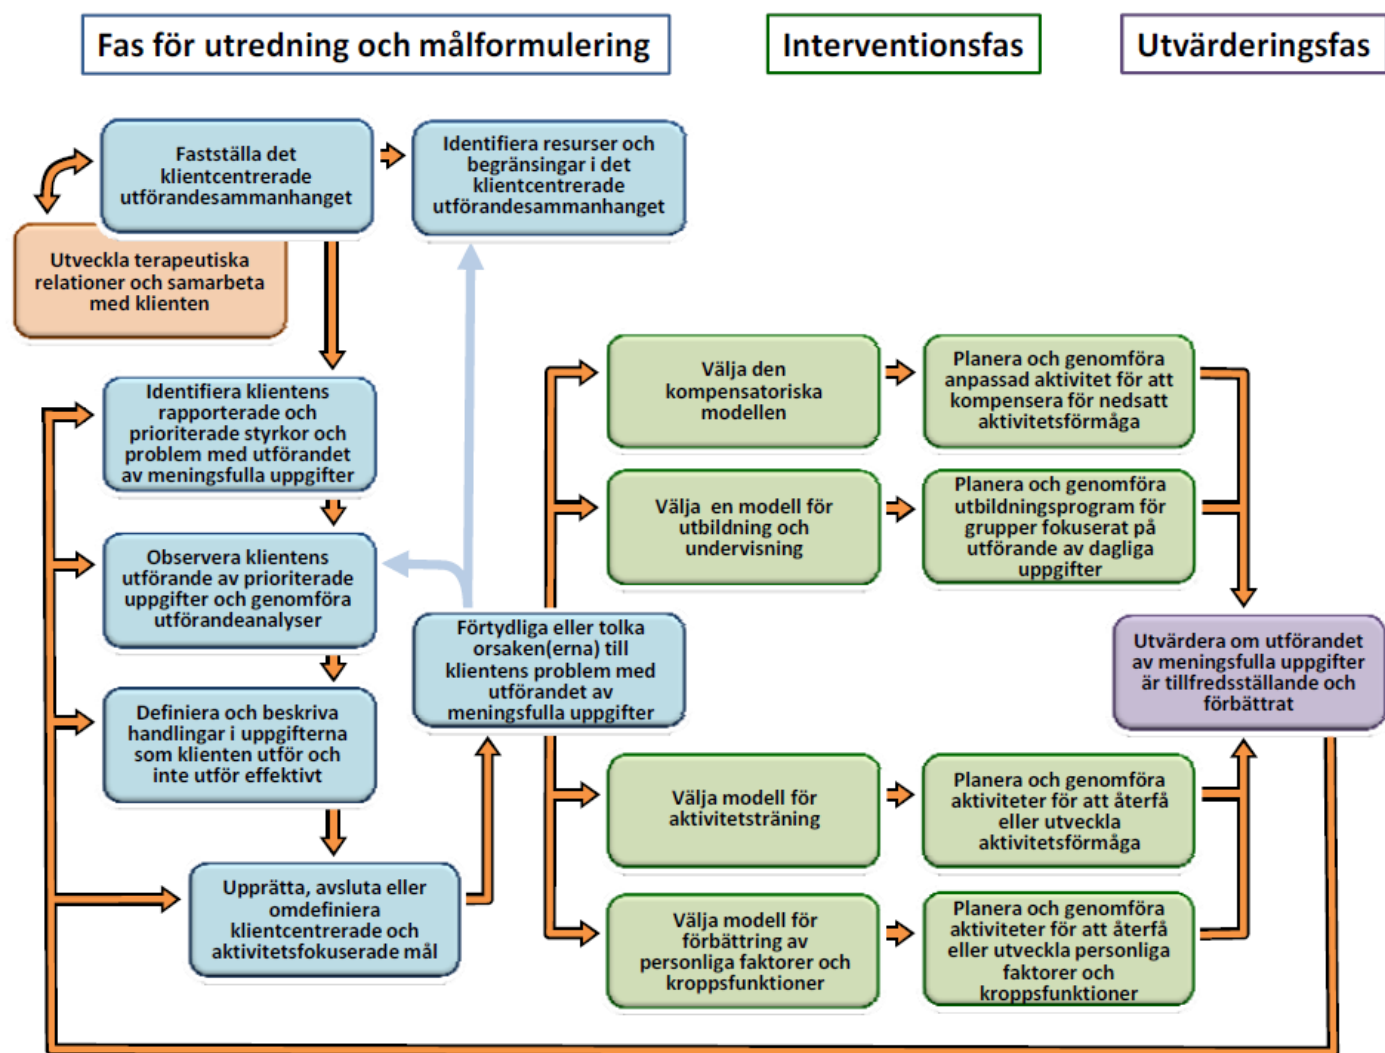 Fas för utredning och målformulering
Interventionsfas
Utvärderingsfas
Fastställa det
klientcentrerade
utförandesammanhanget
Identifiera resurser och
begränsingar i det
klientcentrerade
utförandesammanhanget
Utveckla terapeutiska
relationer och samarbeta
med klienten
Identifiera klientens
rapporterade och
prioriterade styrkor och
problem med utförandet
av meningsfulla uppgifter
Observera klientens
utförande av prioriterade
uppgifter och genomföra
utförandeanalyser
Definiera och beskriva
handlingar i uppgifterna
som klienten utför och
inte utför effektivt
Upprätta, avsluta eller
omdefiniera
klientcentrerade och
aktivitetsfokuserade mål
Förtydliga eller tolka
orsaken(erna) till
klientens problem med
utförandet av
meningsfulla uppgifter
Välja den
kompensatoriska
modellen
Planera och genomföra
anpassad aktivitet för att
kompensera för nedsatt
aktivitetsförmåga
Välja en modell för
utbildning och
undervisning
Planera och genomföra
utbildningsprogram för
grupper fokuserat på
utförande av dagliga
uppgifter
Välja modell för
aktivitetsträning
Planera och genomföra
aktiviteter för att återfå
eller utveckla
aktivitetsförmåga
Välja modell för
förbättring av
personliga faktorer och
kroppsfunktioner
Planera och genomföra
aktiviteter för att återfå
eller utveckla personliga
faktorer och
kroppsfunktioner
Utvärdera om utförandet
av meningsfulla uppgifter
är tillfredsställande och
förbättrat